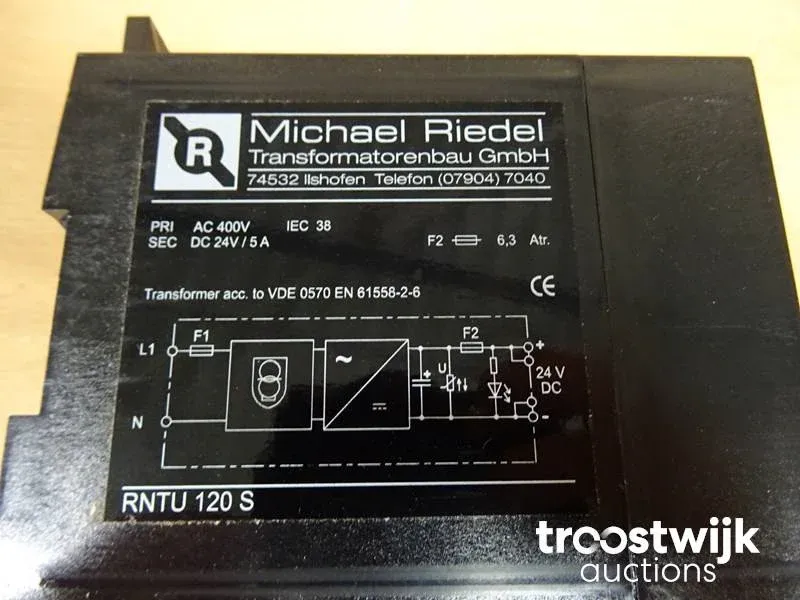 R
Michael Riedel
Transformatorenbau GmbH
74532 Ilshofen Telefon (07904) 7040
PRI AC 400V IEC 38
SEC DC 24V / 5 A
F2 6,3 Atr.
Transformer acc. to VDE 0570 EN 61558-2-6
CE
F1
F2
L1
+
U
24 V
DC
N
-
RNTU 120 S
troostwijk
auctions